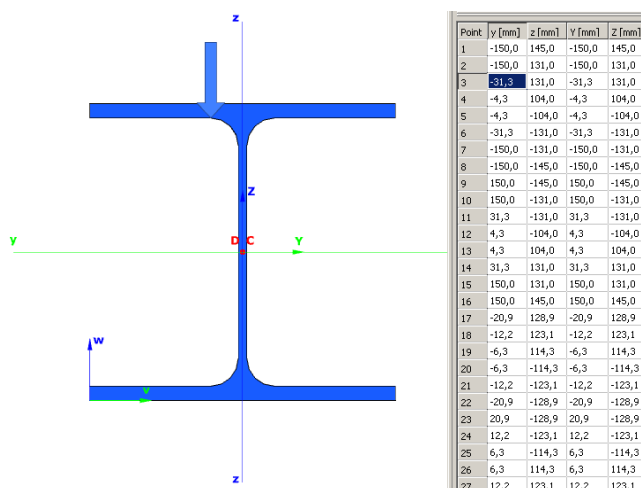 z
Z
D C
y
Y
w
v
z
Point y [mm] z [mm] Y [mm] Z [mm]
1 -150,0 145,0 -150,0 145,0
2 -150,0 131,0 -150,0 131,0
3 -31,3 131,0 -31,3 131,0
4 -4,3 104,0 -4,3 104,0
5 -4,3 -104,0 -4,3 -104,0
6 -31,3 -131,0 -31,3 -131,0
7 -150,0 -131,0 -150,0 -131,0
8 -150,0 -145,0 -150,0 -145,0
9 150,0 -145,0 150,0 -145,0
10 150,0 -131,0 150,0 -131,0
11 31,3 -131,0 31,3 -131,0
12 4,3 -104,0 4,3 -104,0
13 4,3 104,0 4,3 104,0
14 31,3 131,0 31,3 131,0
15 150,0 131,0 150,0 131,0
16 150,0 145,0 150,0 145,0
17 -20,9 128,9 -20,9 128,9
18 -12,2 123,1 -12,2 123,1
19 -6,3 114,3 -6,3 114,3
20 -6,3 -114,3 -6,3 -114,3
21 -12,2 -123,1 -12,2 -123,1
22 -20,9 -128,9 -20,9 -128,9
23 20,9 -128,9 20,9 -128,9
24 12,2 -123,1 12,2 -123,1
25 6,3 -114,3 6,3 -114,3
26 6,3 114,3 6,3 114,3
27 12,2 123,1 12,2 123,1